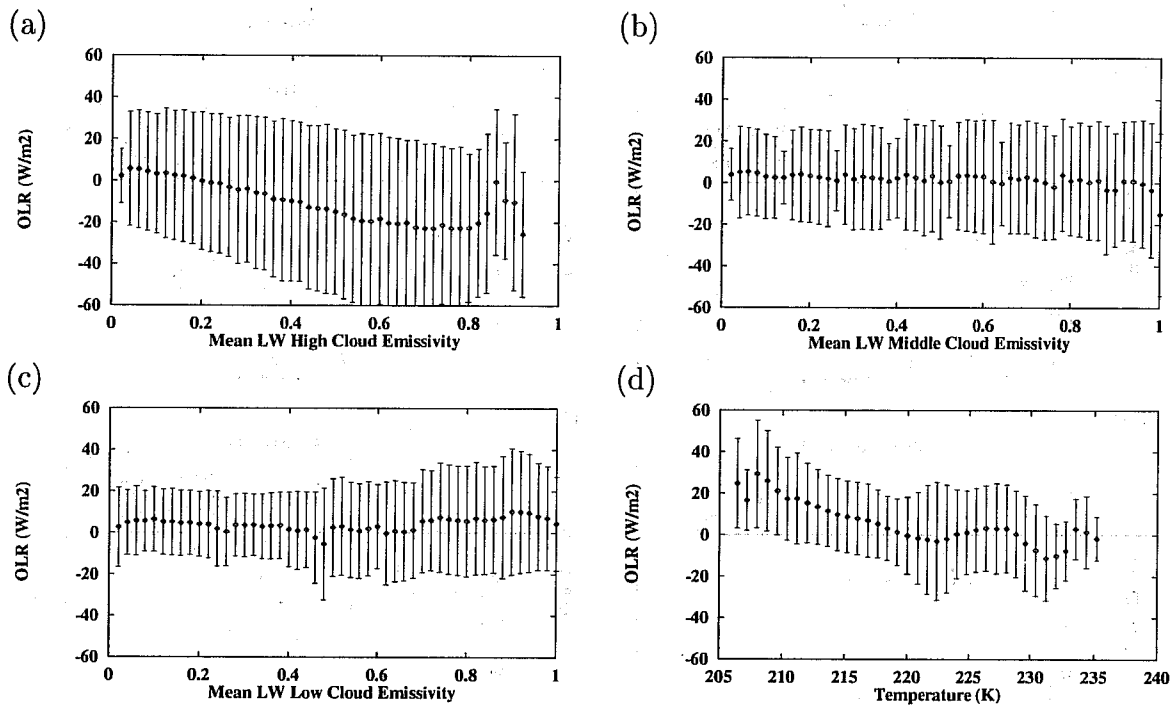 (a)
60
40
20
0
-20
-40
-60
OLR (W/m2)
0 0.2 0.4 0.6 0.8 1
Mean LW High Cloud Emissivity
(b)
60
40
20
0
-20
-40
-60
OLR (W/m2)
0 0.2 0.4 0.6 0.8 1
Mean LW Middle Cloud Emissivity
(c)
60
40
20
0
-20
-40
-60
OLR (W/m2)
0 0.2 0.4 0.6 0.8 1
Mean LW Low Cloud Emissivity
(d)
60
40
20
0
-20
-40
-60
OLR (W/m2)
205 210 215 220 225 230 235 240
Temperature (K)